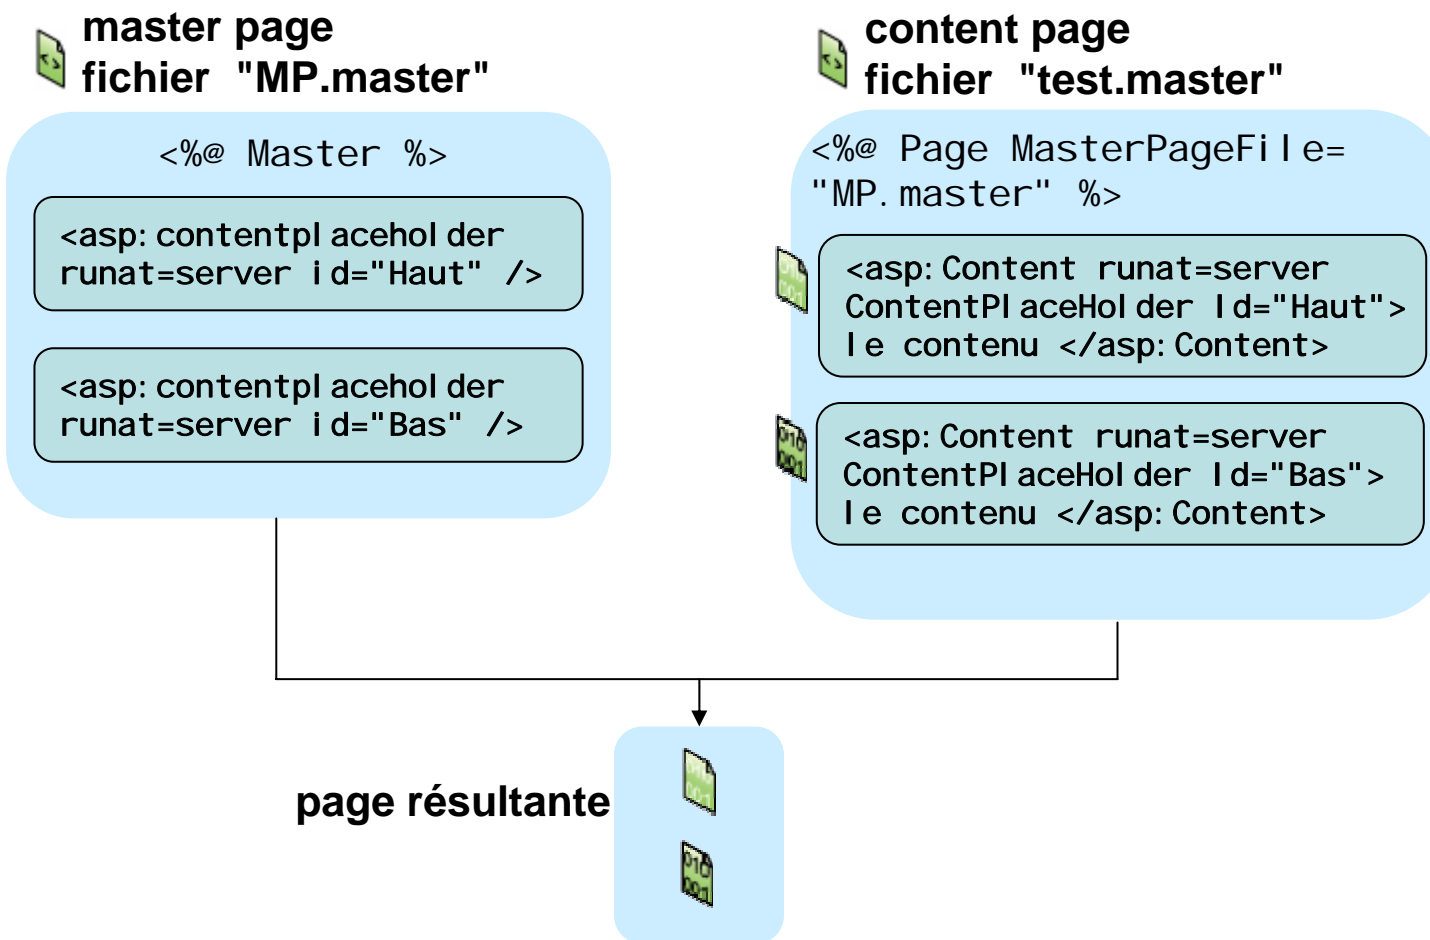 master page
fichier "MP.master"
<%@ Master %>
<asp:contentplaceholder
runat=server id="Haut" />
<asp:contentplaceholder
runat=server id="Bas" />
content page
fichier "test.master"
<%@ Page MasterPageFile=
"MP.master" %>
<asp:Content runat=server
ContentPlaceHolder Id="Haut">
le contenu </asp:Content>
<asp:Content runat=server
ContentPlaceHolder Id="Bas">
le contenu </asp:Content>
page résultante